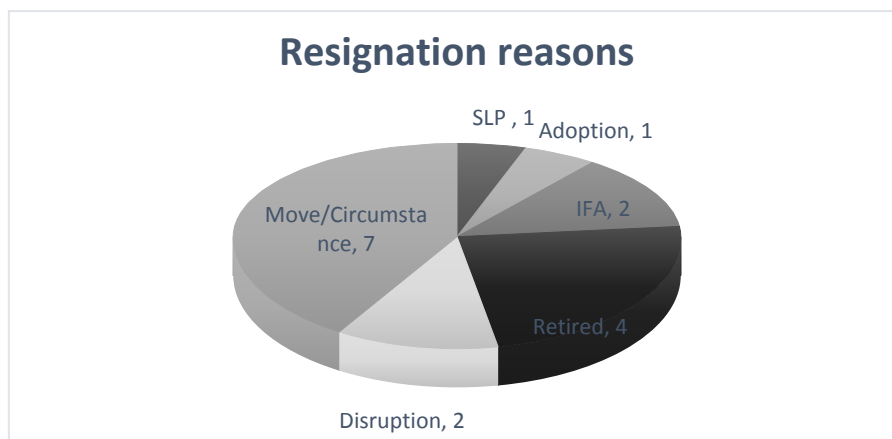 Resignation reasons
SLP , 1
Adoption, 1
IFA, 2
Move/Circumsta
nce, 7
Retired, 4
Disruption, 2